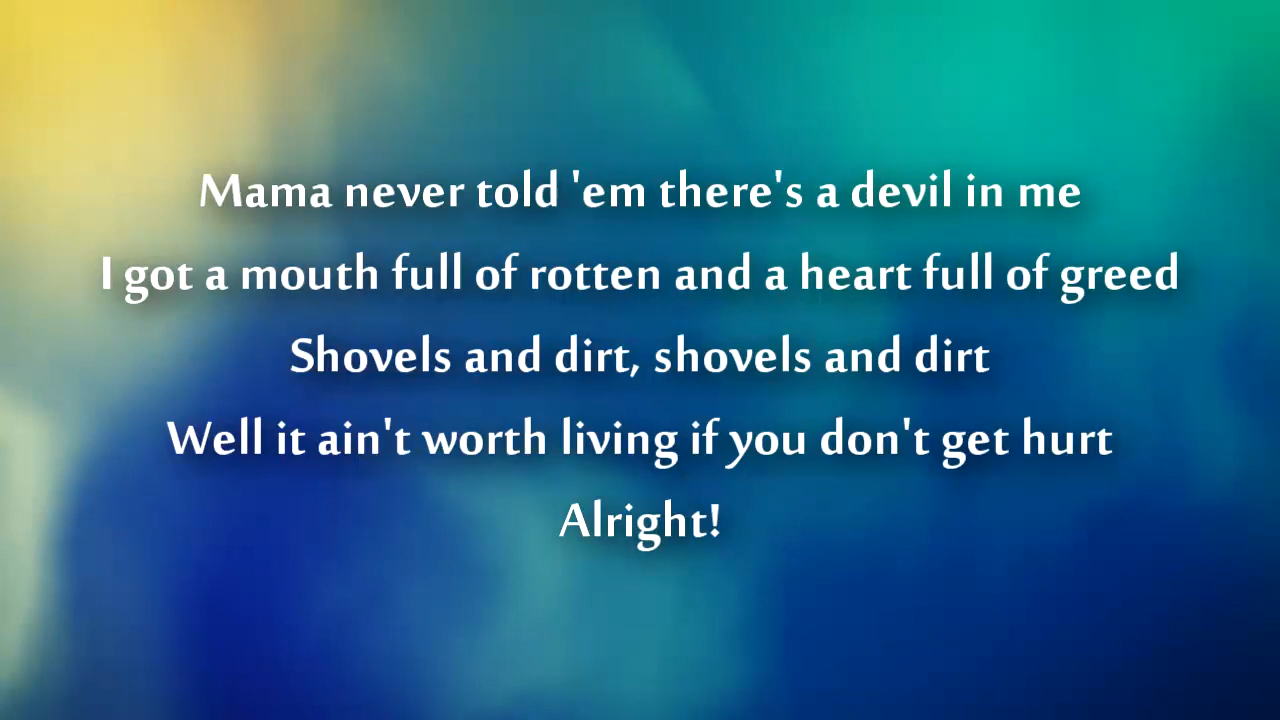 Mama never told 'em there's a devil in me
I got a mouth full of rotten and a heart full of greed
Shovels and dirt, shovels and dirt
Well it ain't worth living if you don't get hurt
Alright!